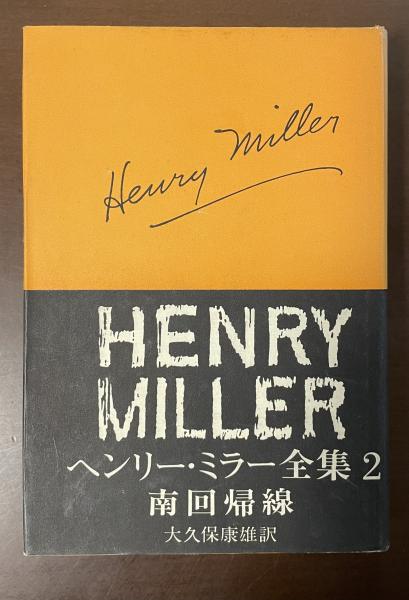 Henry Miller
HENRY
MILLER
ヘンリー・ミラー全集 2
南回帰線
大久保康雄訳